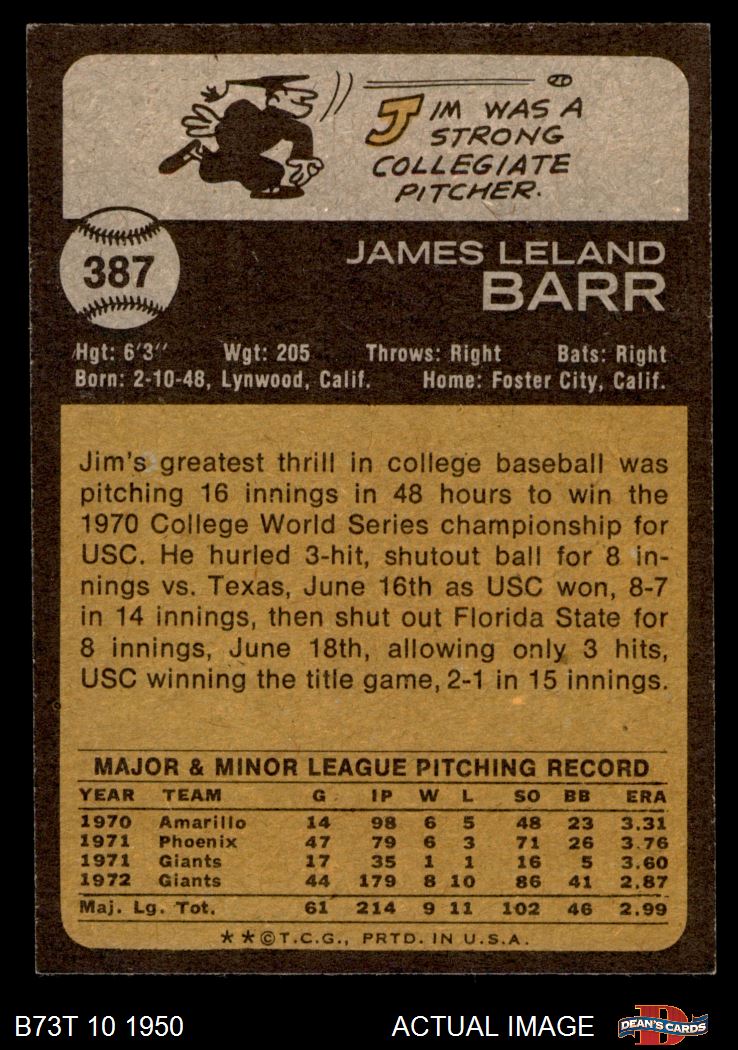 JIM WAS A
STRONG
COLLEGIATE
PITCHER.
387
JAMES LELAND
BARR
Hgt: 6'3" Wgt: 205 Throws: Right Bats: Right
Born: 2-10-48, Lynwood, Calif. Home: Foster City, Calif.
Jim's greatest thrill in college baseball was
pitching 16 innings in 48 hours to win the
1970 College World Series championship for
USC. He hurled 3-hit, shutout ball for 8 in-
nings vs. Texas, June 16th as USC won, 8-7
in 14 innings, then shut out Florida State for
8 innings, June 18th, allowing only 3 hits,
USC winning the title game, 2-1 in 15 innings.
MAJOR & MINOR LEAGUE PITCHING RECORD
YEAR TEAM G IP W L SO BB ERA
1970 Amarillo 14 98 6 5 48 23 3.31
1971 Phoenix 47 79 6 3 71 26 3.76
1971 Giants 17 35 1 1 16 5 3.60
1972 Giants 44 179 8 10 86 41 2.87
Maj. Lg. Tot. 61 214 9 11 102 46 2.99
* * © T.C.G., PRTD. IN U.S.A.
B73T 10 1950 ACTUAL IMAGE DEAN'S CARDS